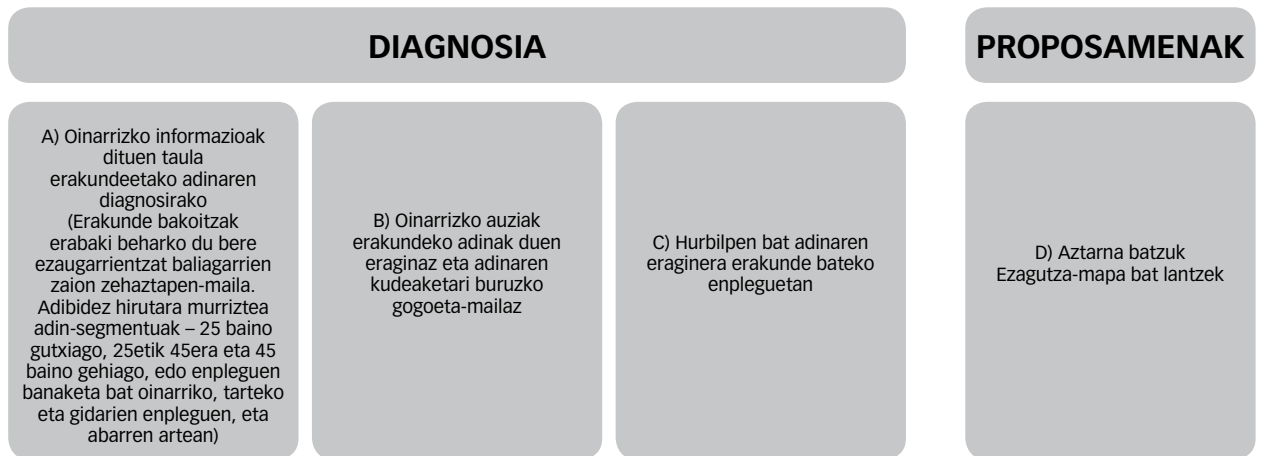 DIAGNOSIA
PROPOSAMENAK
A) Oinarrizko informazioak
dituen taula
erakundeetako adinaren
diagnosirako
(Erakunde bakoitzak
erabaki beharko du bere
ezaugarrientzat baliagarrien
zaion zehaztapen-maila.
Adibidez hirutara murriztea
adin-segmentuak – 25 baino
gutxiago, 25etik 45era eta 45
baino gehiago, edo enpleguen
banaketa bat oinarriko, tarteko
eta gidarien enpleguen, eta
abarren artean)
B) Oinarrizko auziak
erakundeko adinak duen
eraginaz eta adinaren
kudeaketari buruzko
gogoeta-mailaz
C) Hurbilpen bat adinaren
eraginera erakunde bateko
enpleguetan
D) Aztarna batzuk
Ezagutza-mapa bat lantzek